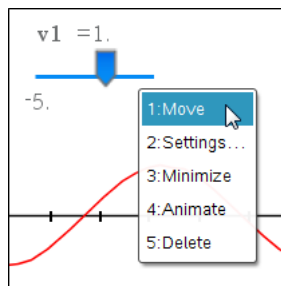 v1 =1.
-5.
1:Move
2:Settings...
3:Minimize
4:Animate
5:Delete